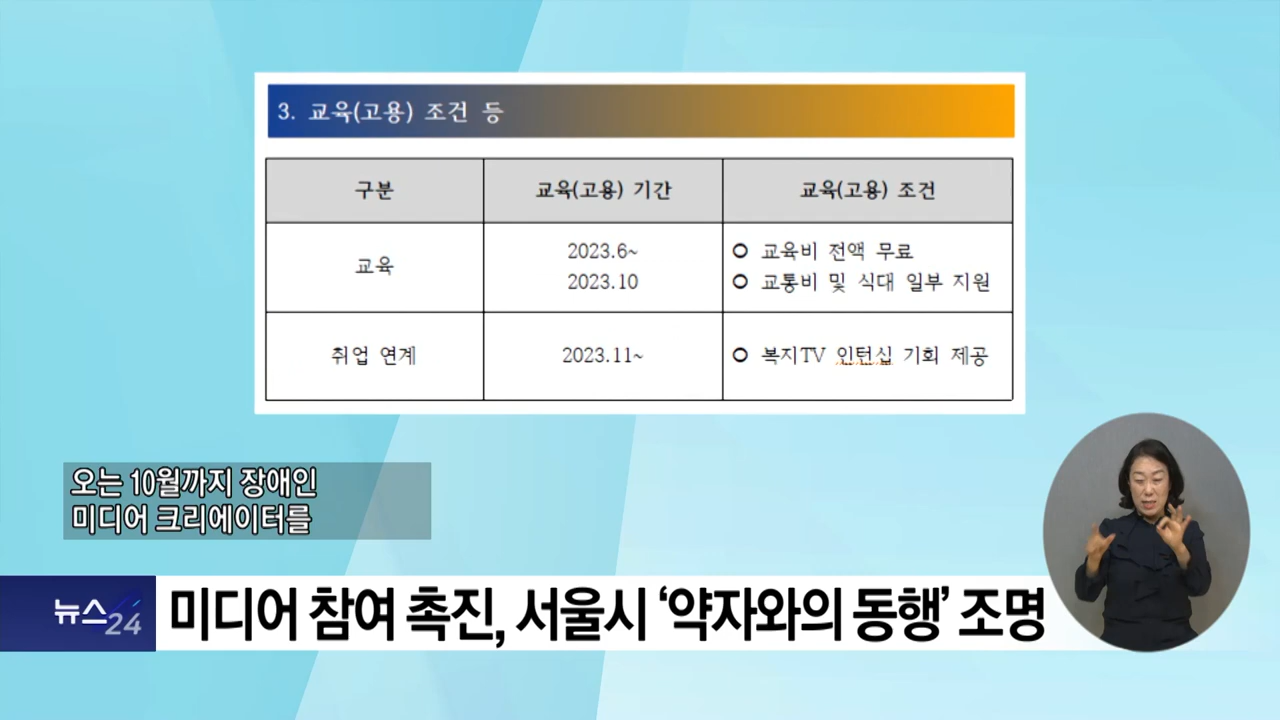 3. 교육(고용) 조건 등
구분
교육(고용) 기간
교육(고용) 조건
교육
2023.6~
2023.10
○ 교육비 전액 무료
○ 교통비 및 식대 일부 지원
취업 연계
2023.11~
○ 복지TV 인턴십 기회 제공
오는 10월까지 장애인
미디어 크리에이터를
뉴스24
미디어 참여 촉진, 서울시 ‘약자와의 동행’ 조명